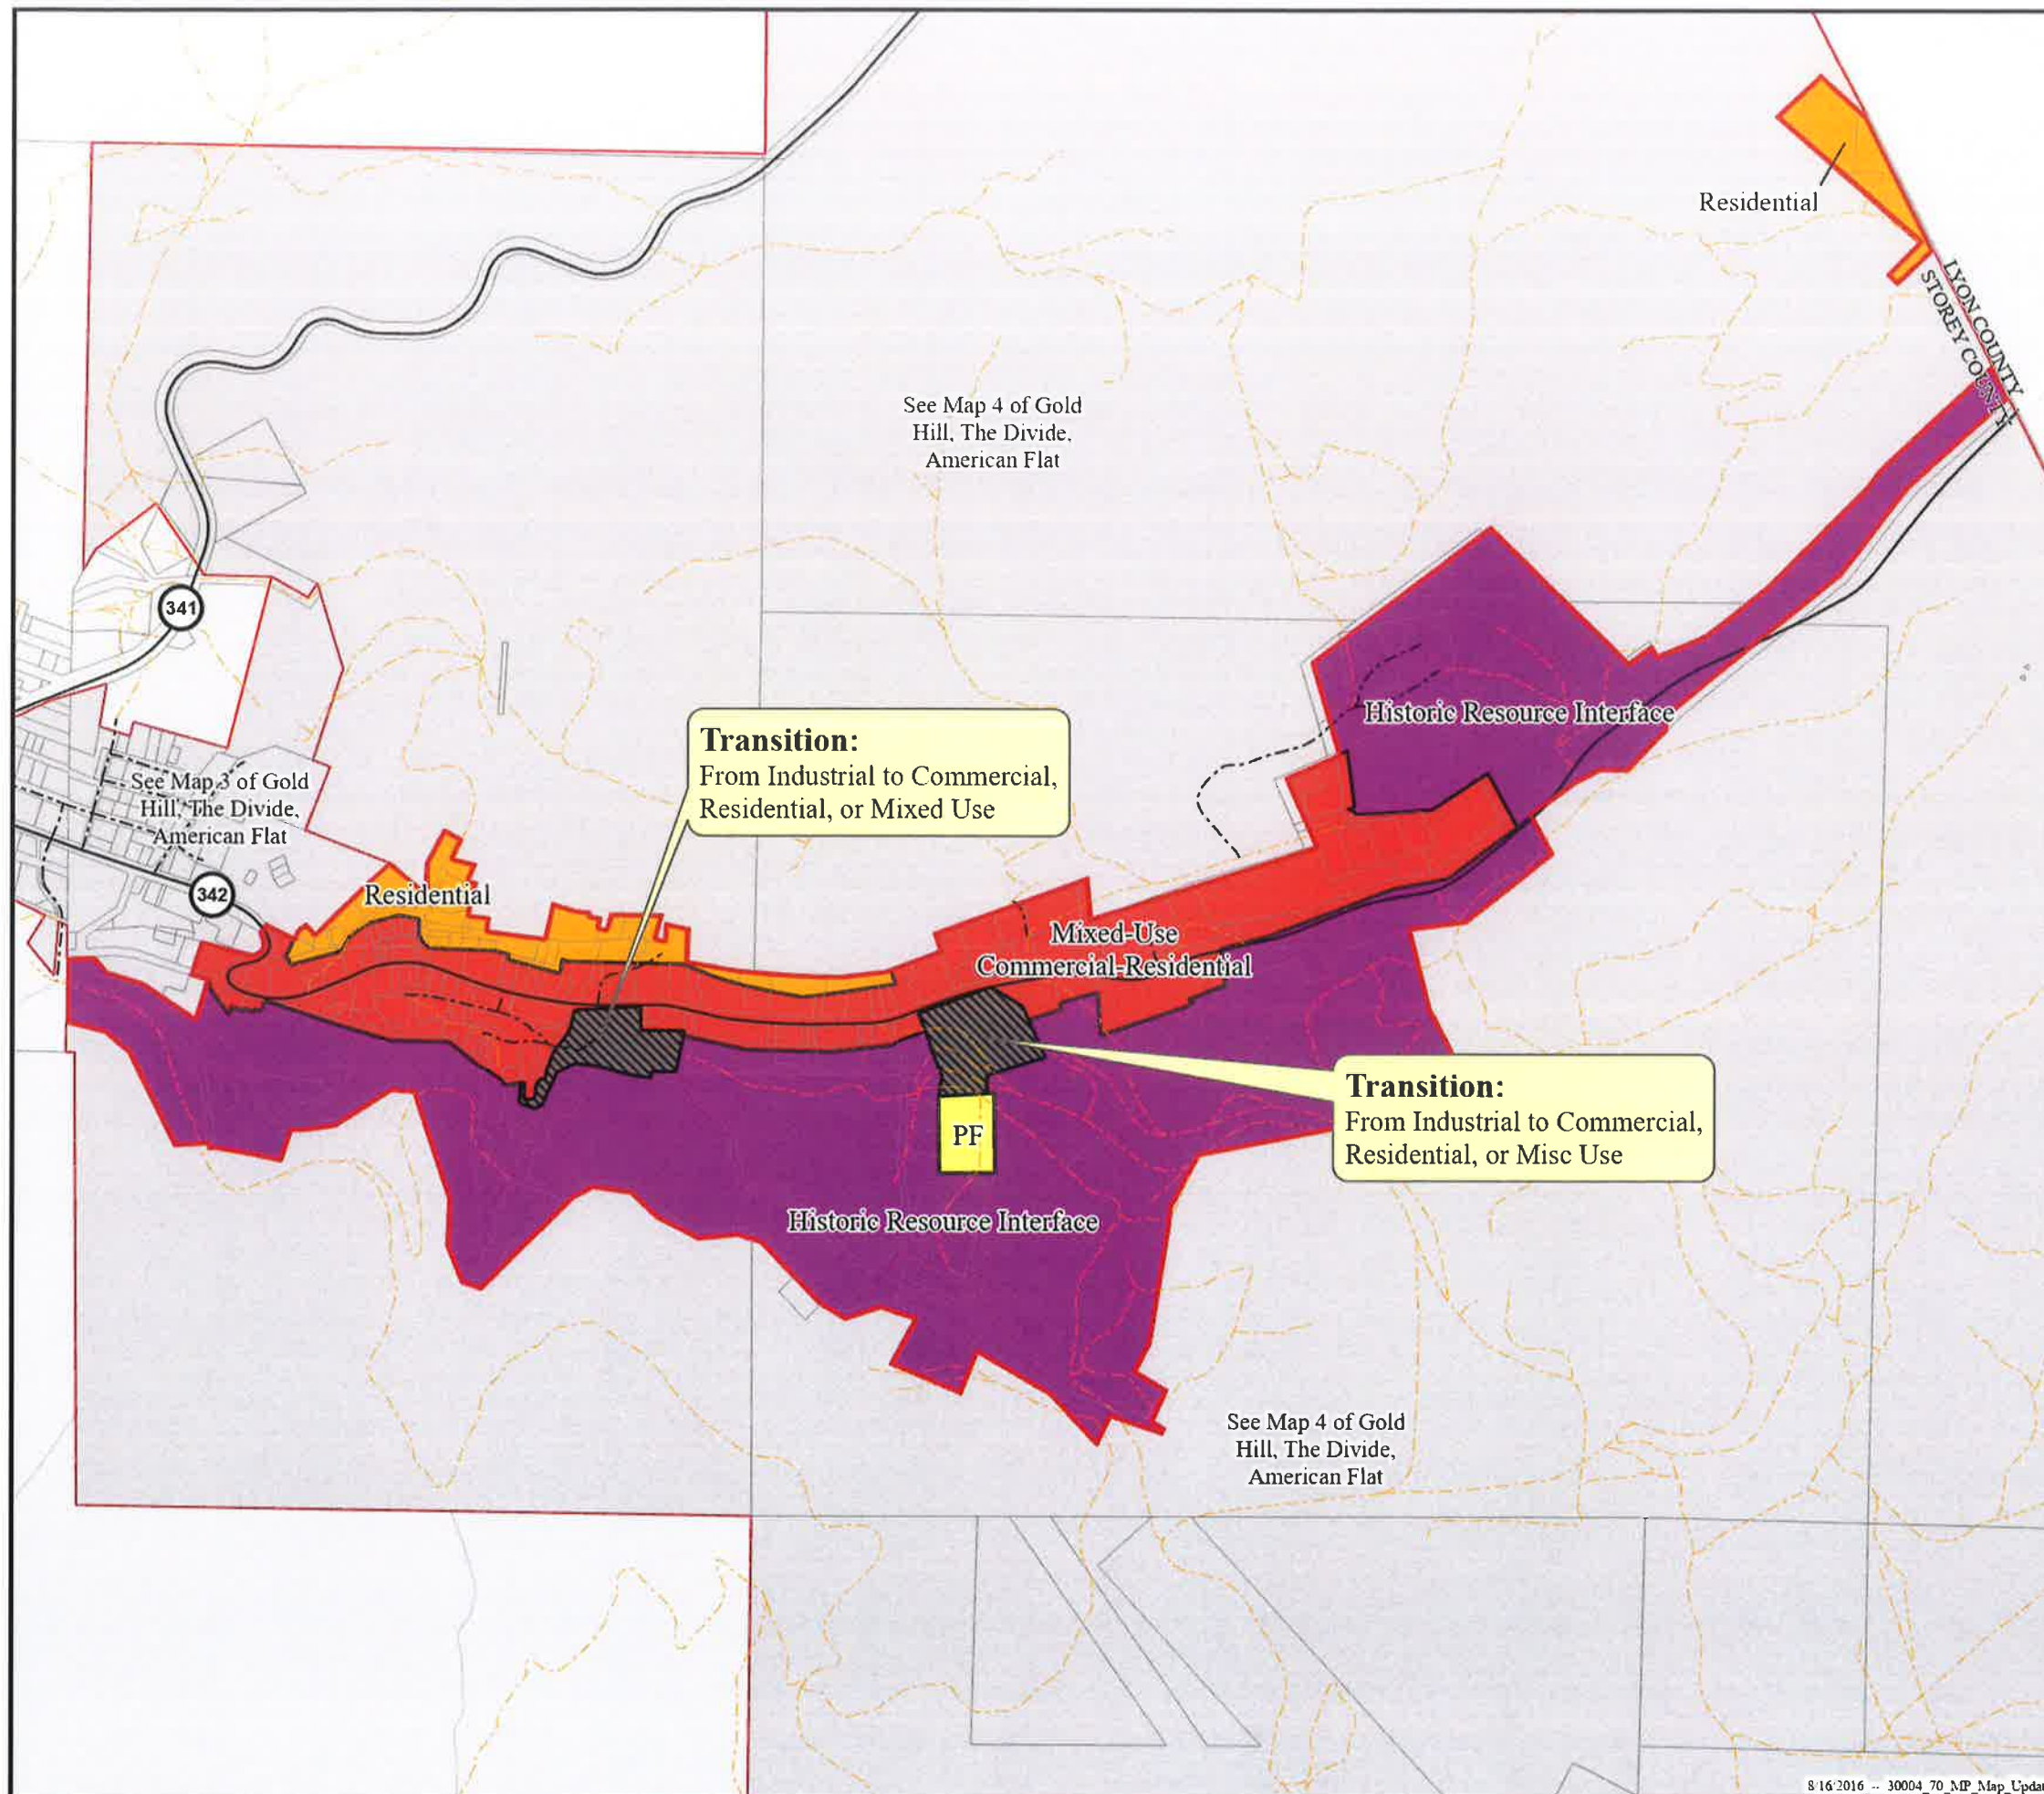 Residential
LYON COUNTY
STOREY COUNTY
See Map 4 of Gold
Hill, The Divide,
American Flat
341
Historic Resource Interface
Transition:
From Industrial to Commercial,
Residential, or Mixed Use
See Map 3 of Gold
Hill, The Divide,
American Flat
342
Residential
Mixed-Use
Commercial-Residential
Transition:
From Industrial to Commercial,
Residential, or Misc Use
PF
Historic Resource Interface
See Map 4 of Gold
Hill, The Divide,
American Flat
8/16/2016 -- 30004_70_MP_Map_Updat